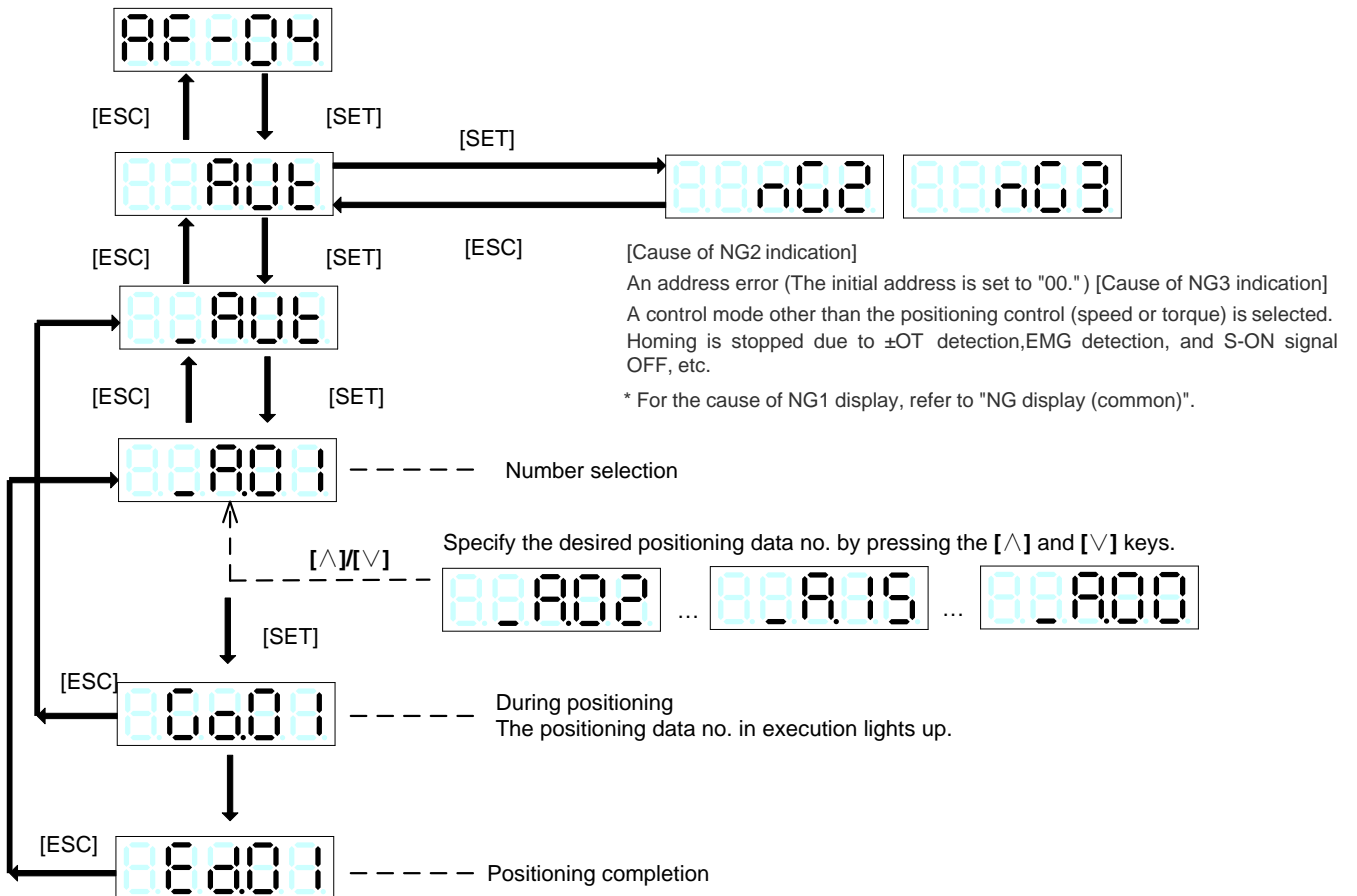 AF-04
[ESC] [SET]
[SET]
AUt
nG2 nG3
[ESC] [SET] [ESC]
[Cause of NG2 indication]
An address error (The initial address is set to "00.") [Cause of NG3 indication]
_AUt
A control mode other than the positioning control (speed or torque) is selected.
Homing is stopped due to ±OT detection,EMG detection, and S-ON signal
OFF, etc.
[ESC] [SET]
* For the cause of NG1 display, refer to "NG display (common)".
_A.01
Number selection
Specify the desired positioning data no. by pressing the [∧] and [∨] keys.
[∧]/[∨]
_A.02 ... _A.15 ... _A.00
[SET]
[ESC]
Go.01
During positioning
The positioning data no. in execution lights up.
[ESC]
Ed.01
Positioning completion